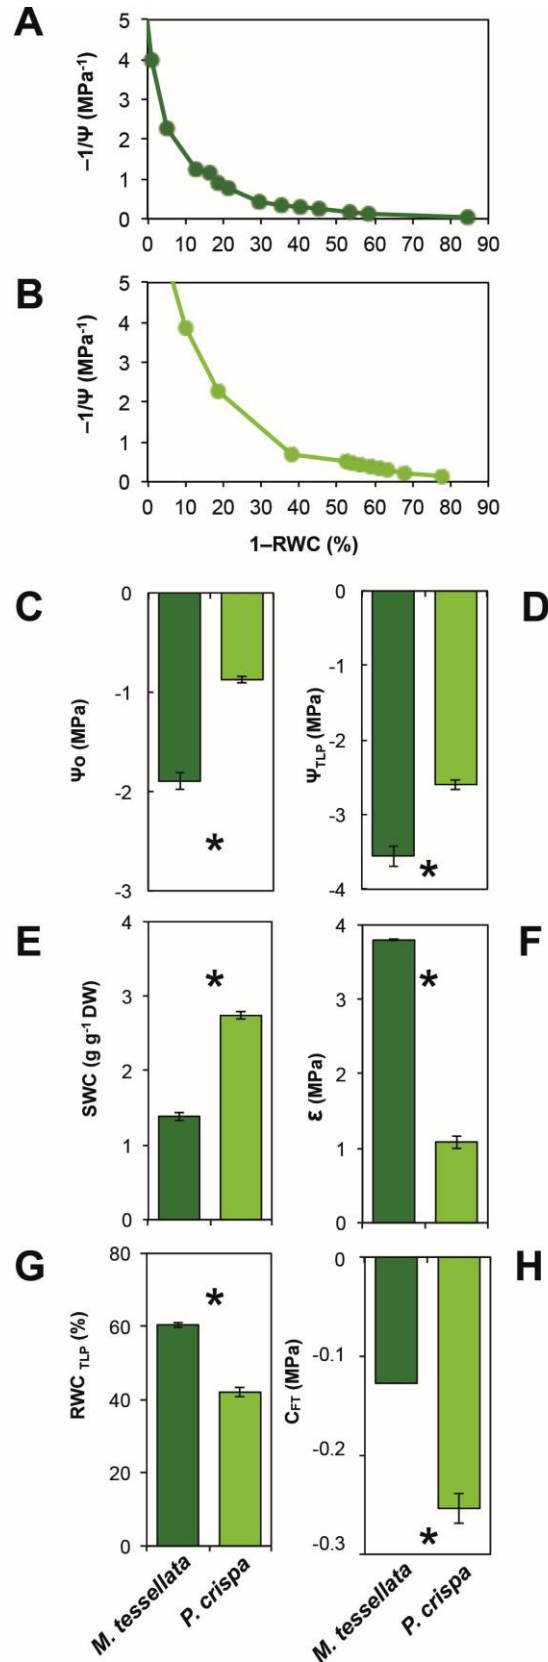 A
–1/Ψ (MPa⁻¹)
5
4
3
2
1
0
0 10 20 30 40 50 60 70 80 90
B
–1/Ψ (MPa⁻¹)
5
4
3
2
1
0
0 10 20 30 40 50 60 70 80 90
1–RWC (%)
C
Ψo (MPa)
0
-1
-2
-3
*
D
Ψ_TLP (MPa)
0
-1
-2
-3
-4
*
E
SWC (g g⁻¹ DW)
4
3
2
1
0
*
F
ε (MPa)
4
3
2
1
0
*
G
RWC TLP (%)
80
60
40
20
0
*
M. tessellata
P. crispa
H
C_FT (MPa)
0
-0.1
-0.2
-0.3
*
M. tessellata
P. crispa